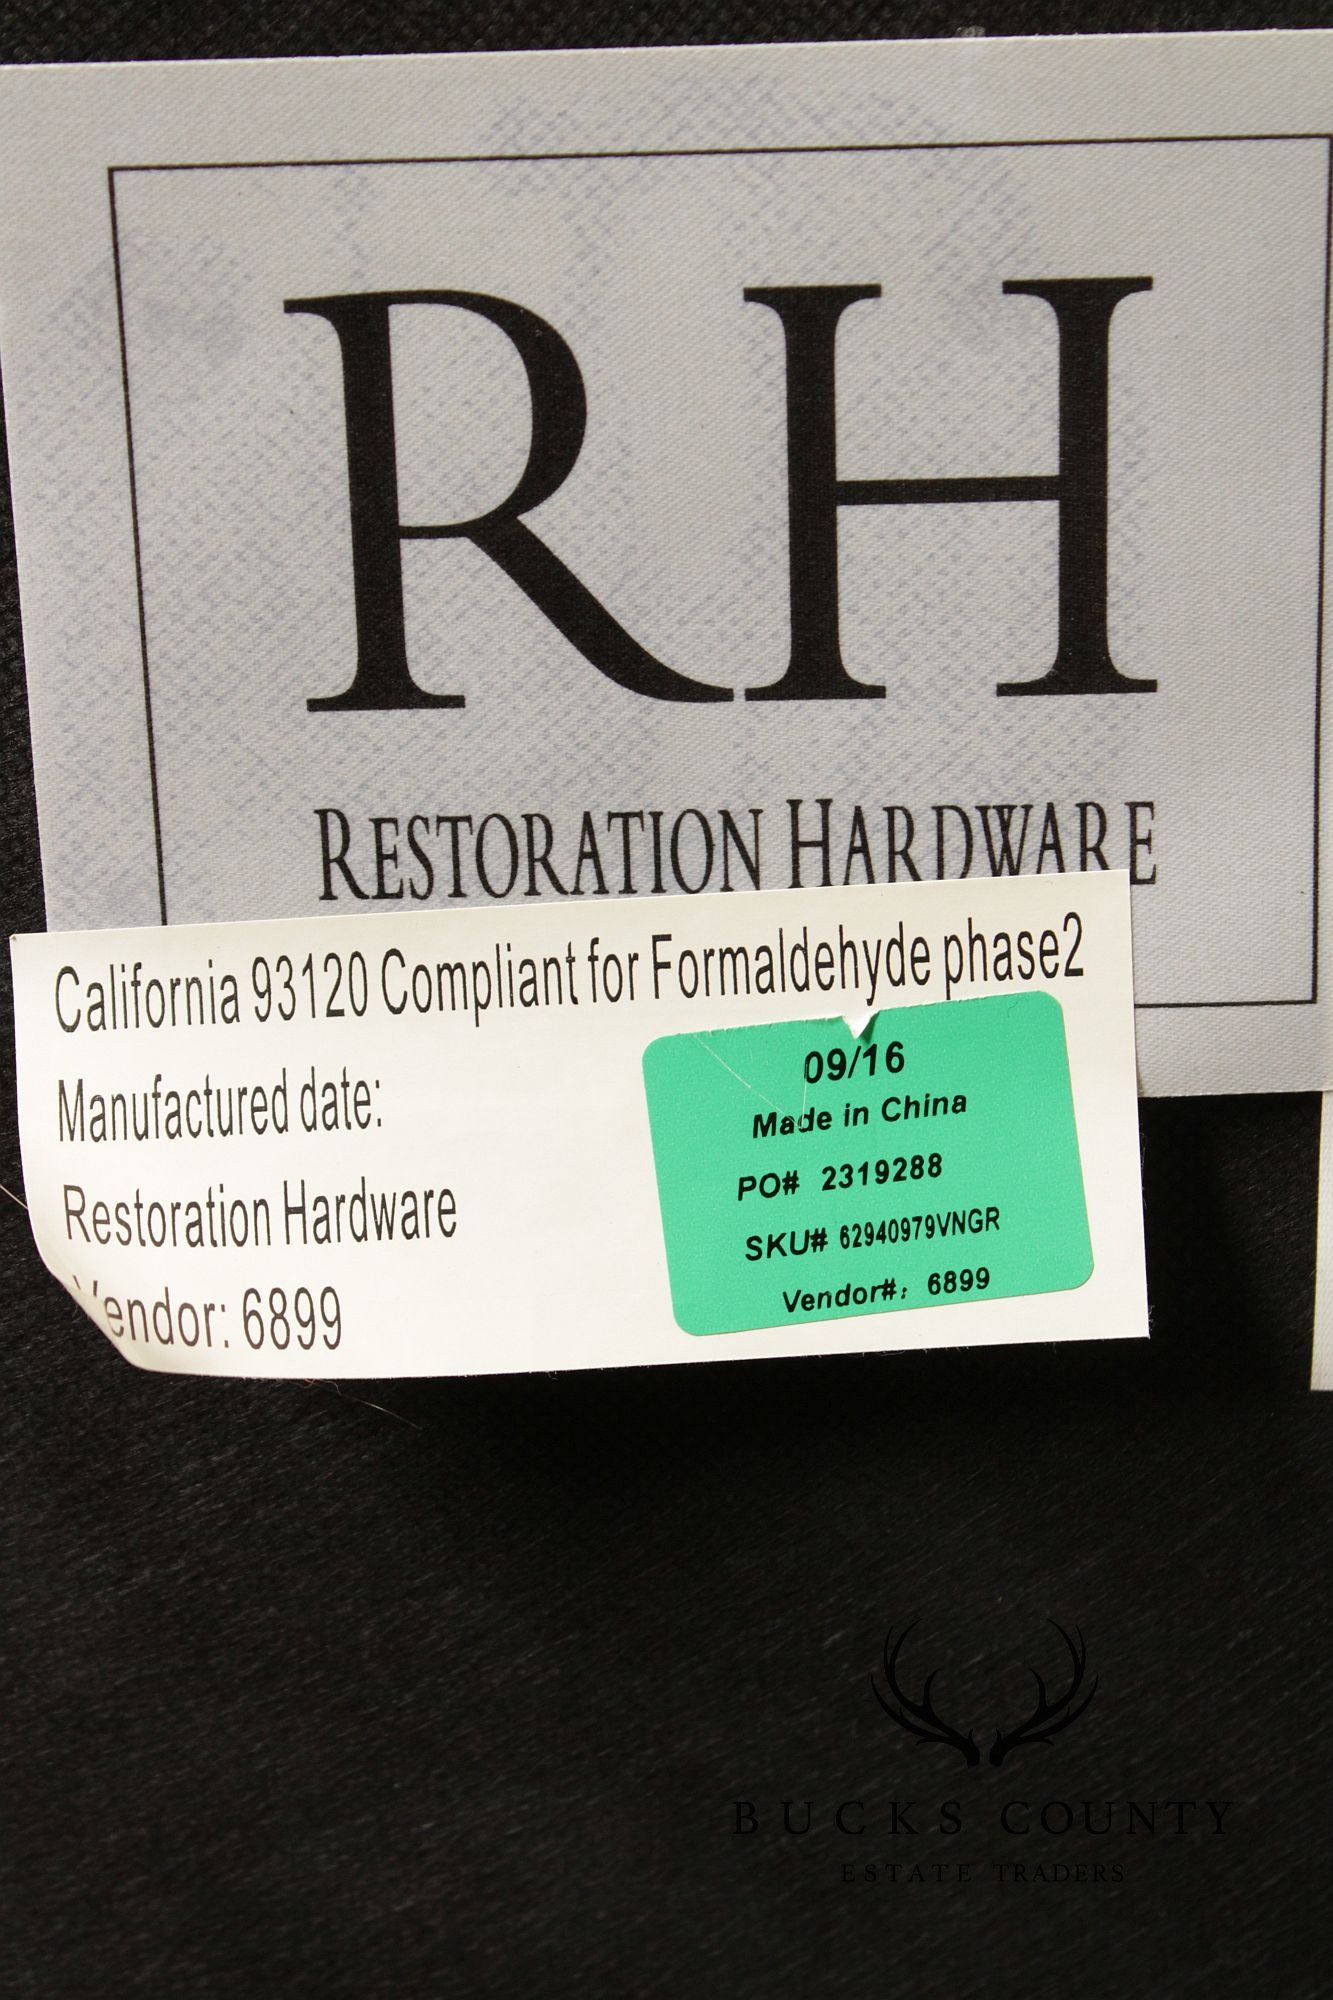 RH
RESTORATION HARDWARE
California 93120 Compliant for Formaldehyde phase2
Manufactured date:
Restoration Hardware
Vendor: 6899
09/16
Made in China
PO# 2319288
SKU# 62940979VNGR
Vendor#: 6899
BUCKS COUNTY
ESTATE TRADERS